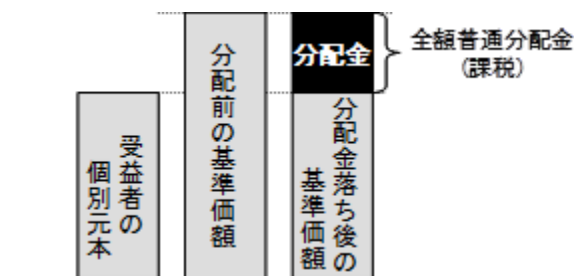 受益者の
個別元本
分配前の基準価額
分配金
分配金落ち後の
基準価額
全額普通分配金
(課税)